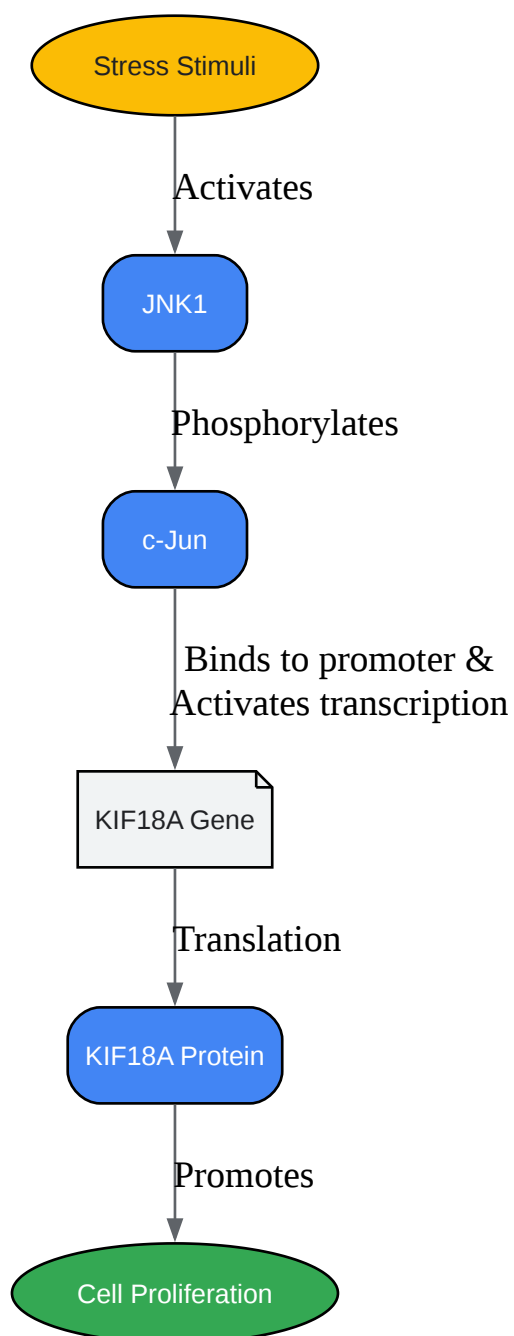 Stress Stimuli
Activates
JNK1
Phosphorylates
c-Jun
Binds to promoter &
Activates transcription
KIF18A Gene
Translation
KIF18A Protein
Promotes
Cell Proliferation